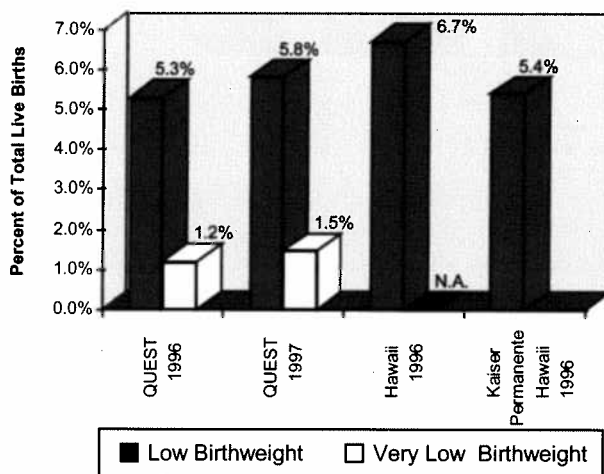 Percent of Total Live Births
7.0%
6.0%
5.0%
4.0%
3.0%
2.0%
1.0%
0.0%
5.3%
1.2%
5.8%
1.5%
6.7%
N.A.
5.4%
QUEST
1996
QUEST
1997
Hawaii
1996
Kaiser
Permanente
Hawaii
1996
Low Birthweight
Very Low Birthweight